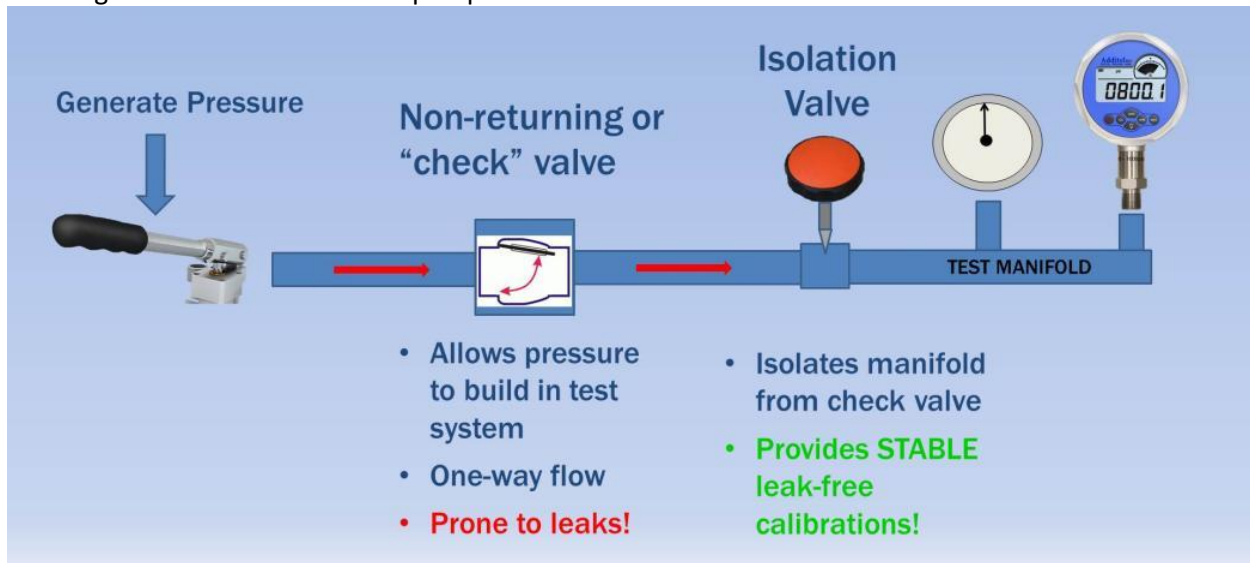 Generate Pressure
Non-returning or
“check” valve
Isolation
Valve
Additel
0800.1
TEST MANIFOLD
• Allows pressure
to build in test
system
• One-way flow
• Prone to leaks!
• Isolates manifold
from check valve
• Provides STABLE
leak-free
calibrations!